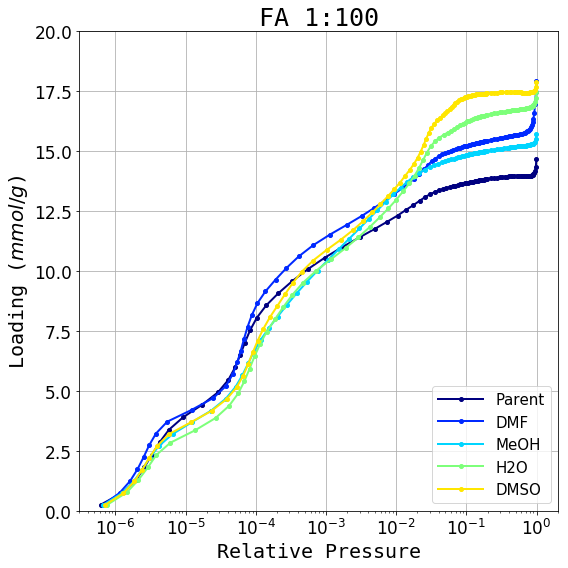 FA 1:100
Loading (mmol/g)
20.0
17.5
15.0
12.5
10.0
7.5
5.0
2.5
0.0
Parent
DMF
MeOH
H2O
DMSO
10⁻⁶ 10⁻⁵ 10⁻⁴ 10⁻³ 10⁻² 10⁻¹ 10⁰
Relative Pressure